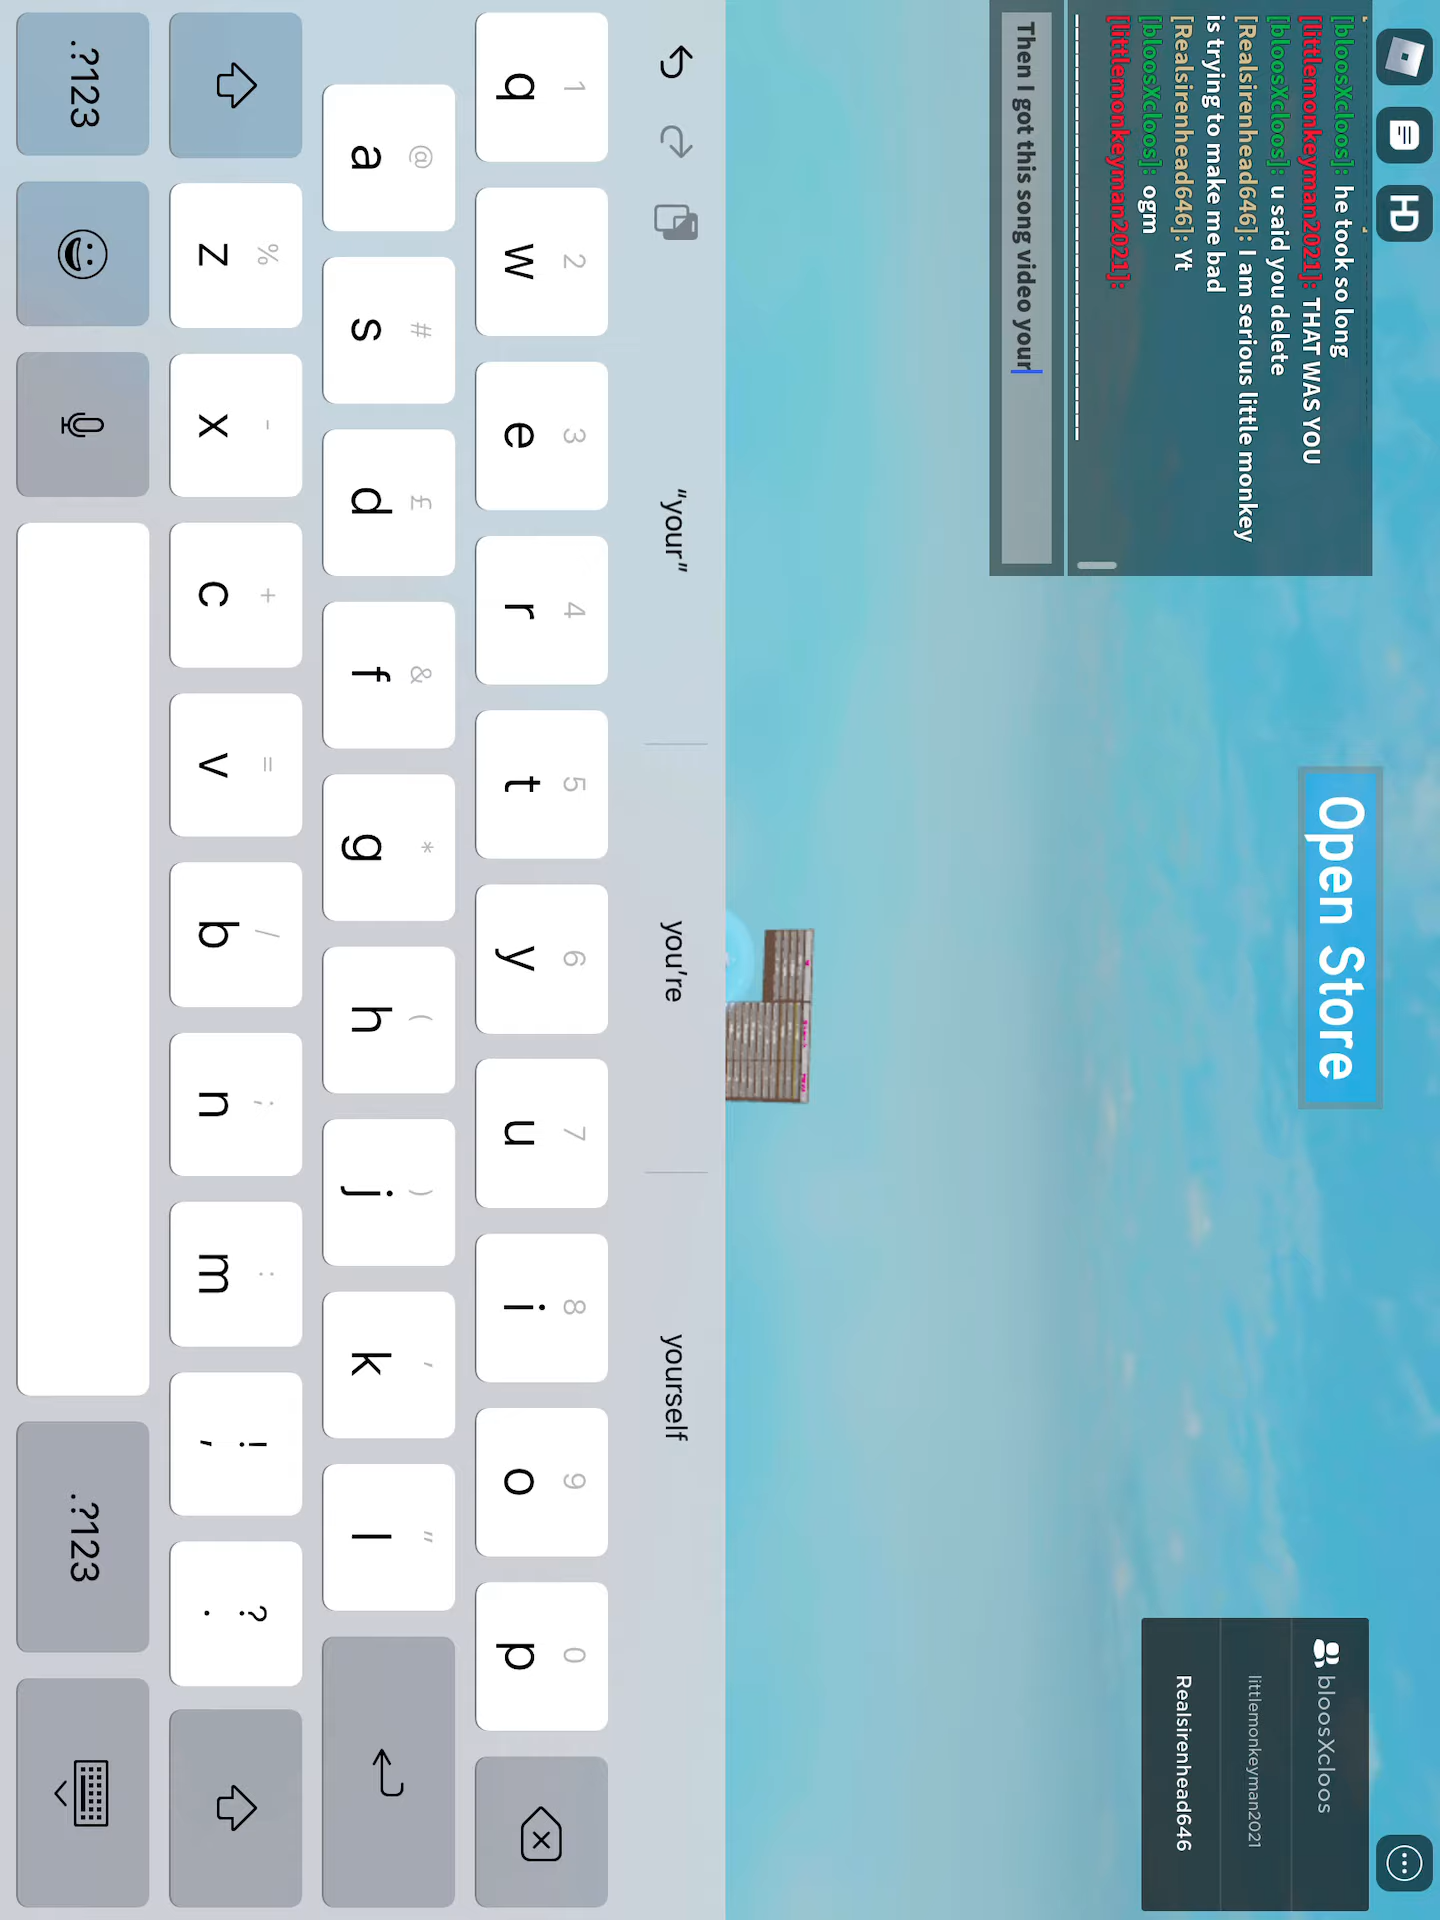 HD
[bloosXcloos]: he took so long
[littlemonkeyman2021]: THAT WAS YOU
[bloosXcloos]: u said you delete
[Realsirenhead646]: I am serious little monkey
is trying to make me bad
[Realsirenhead646]: Yt
[bloosXcloos]: ogm
[littlemonkeyman2021]:
Then I got this song video your
Open Store
bloosXcloos
littlemonkeyman2021
Realsirenhead646
"your" you're yourself
1 2 3 4 5 6 7 8 9 0
q w e r t y u i o p
@ # £ & * ( ) ' "
a s d f g h j k l
% - + = / ; : ! ?
z x c v b n m , .
.?123 .?123